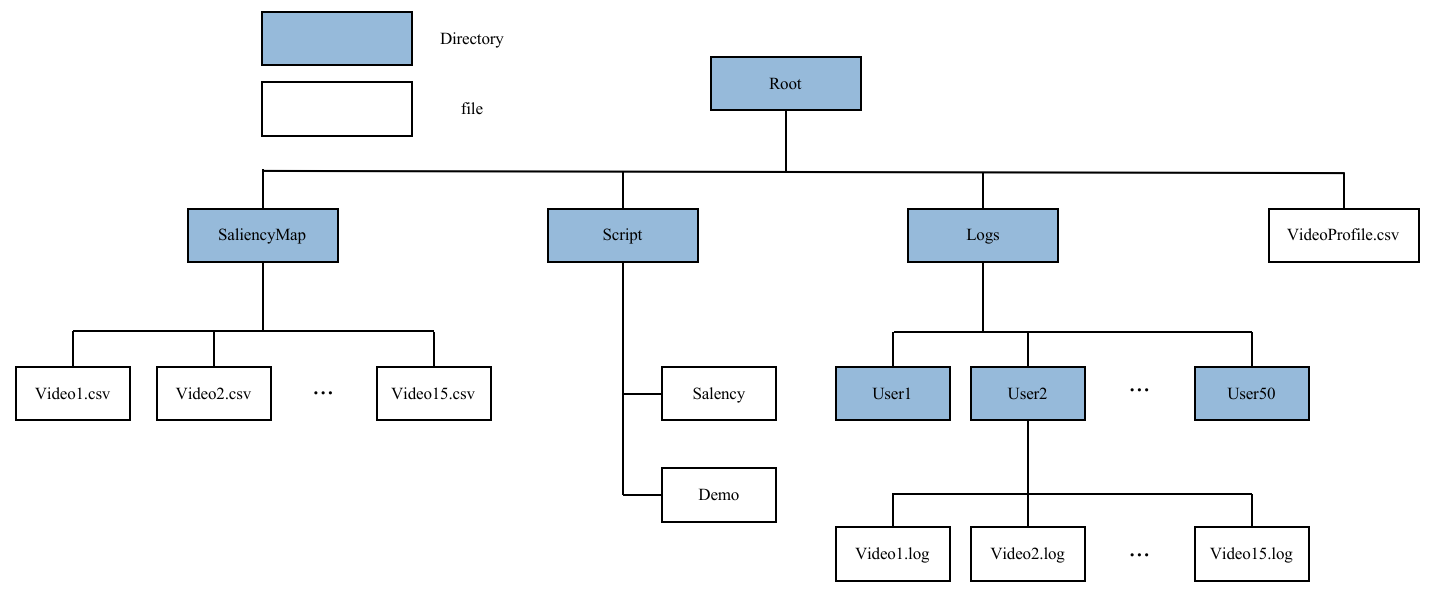 Directory
file
Root
SaliencyMap
Script
Logs
VideoProfile.csv
Video1.csv
Video2.csv
...
Video15.csv
Salency
Demo
User1
User2
...
User50
Video1.log
Video2.log
...
Video15.log